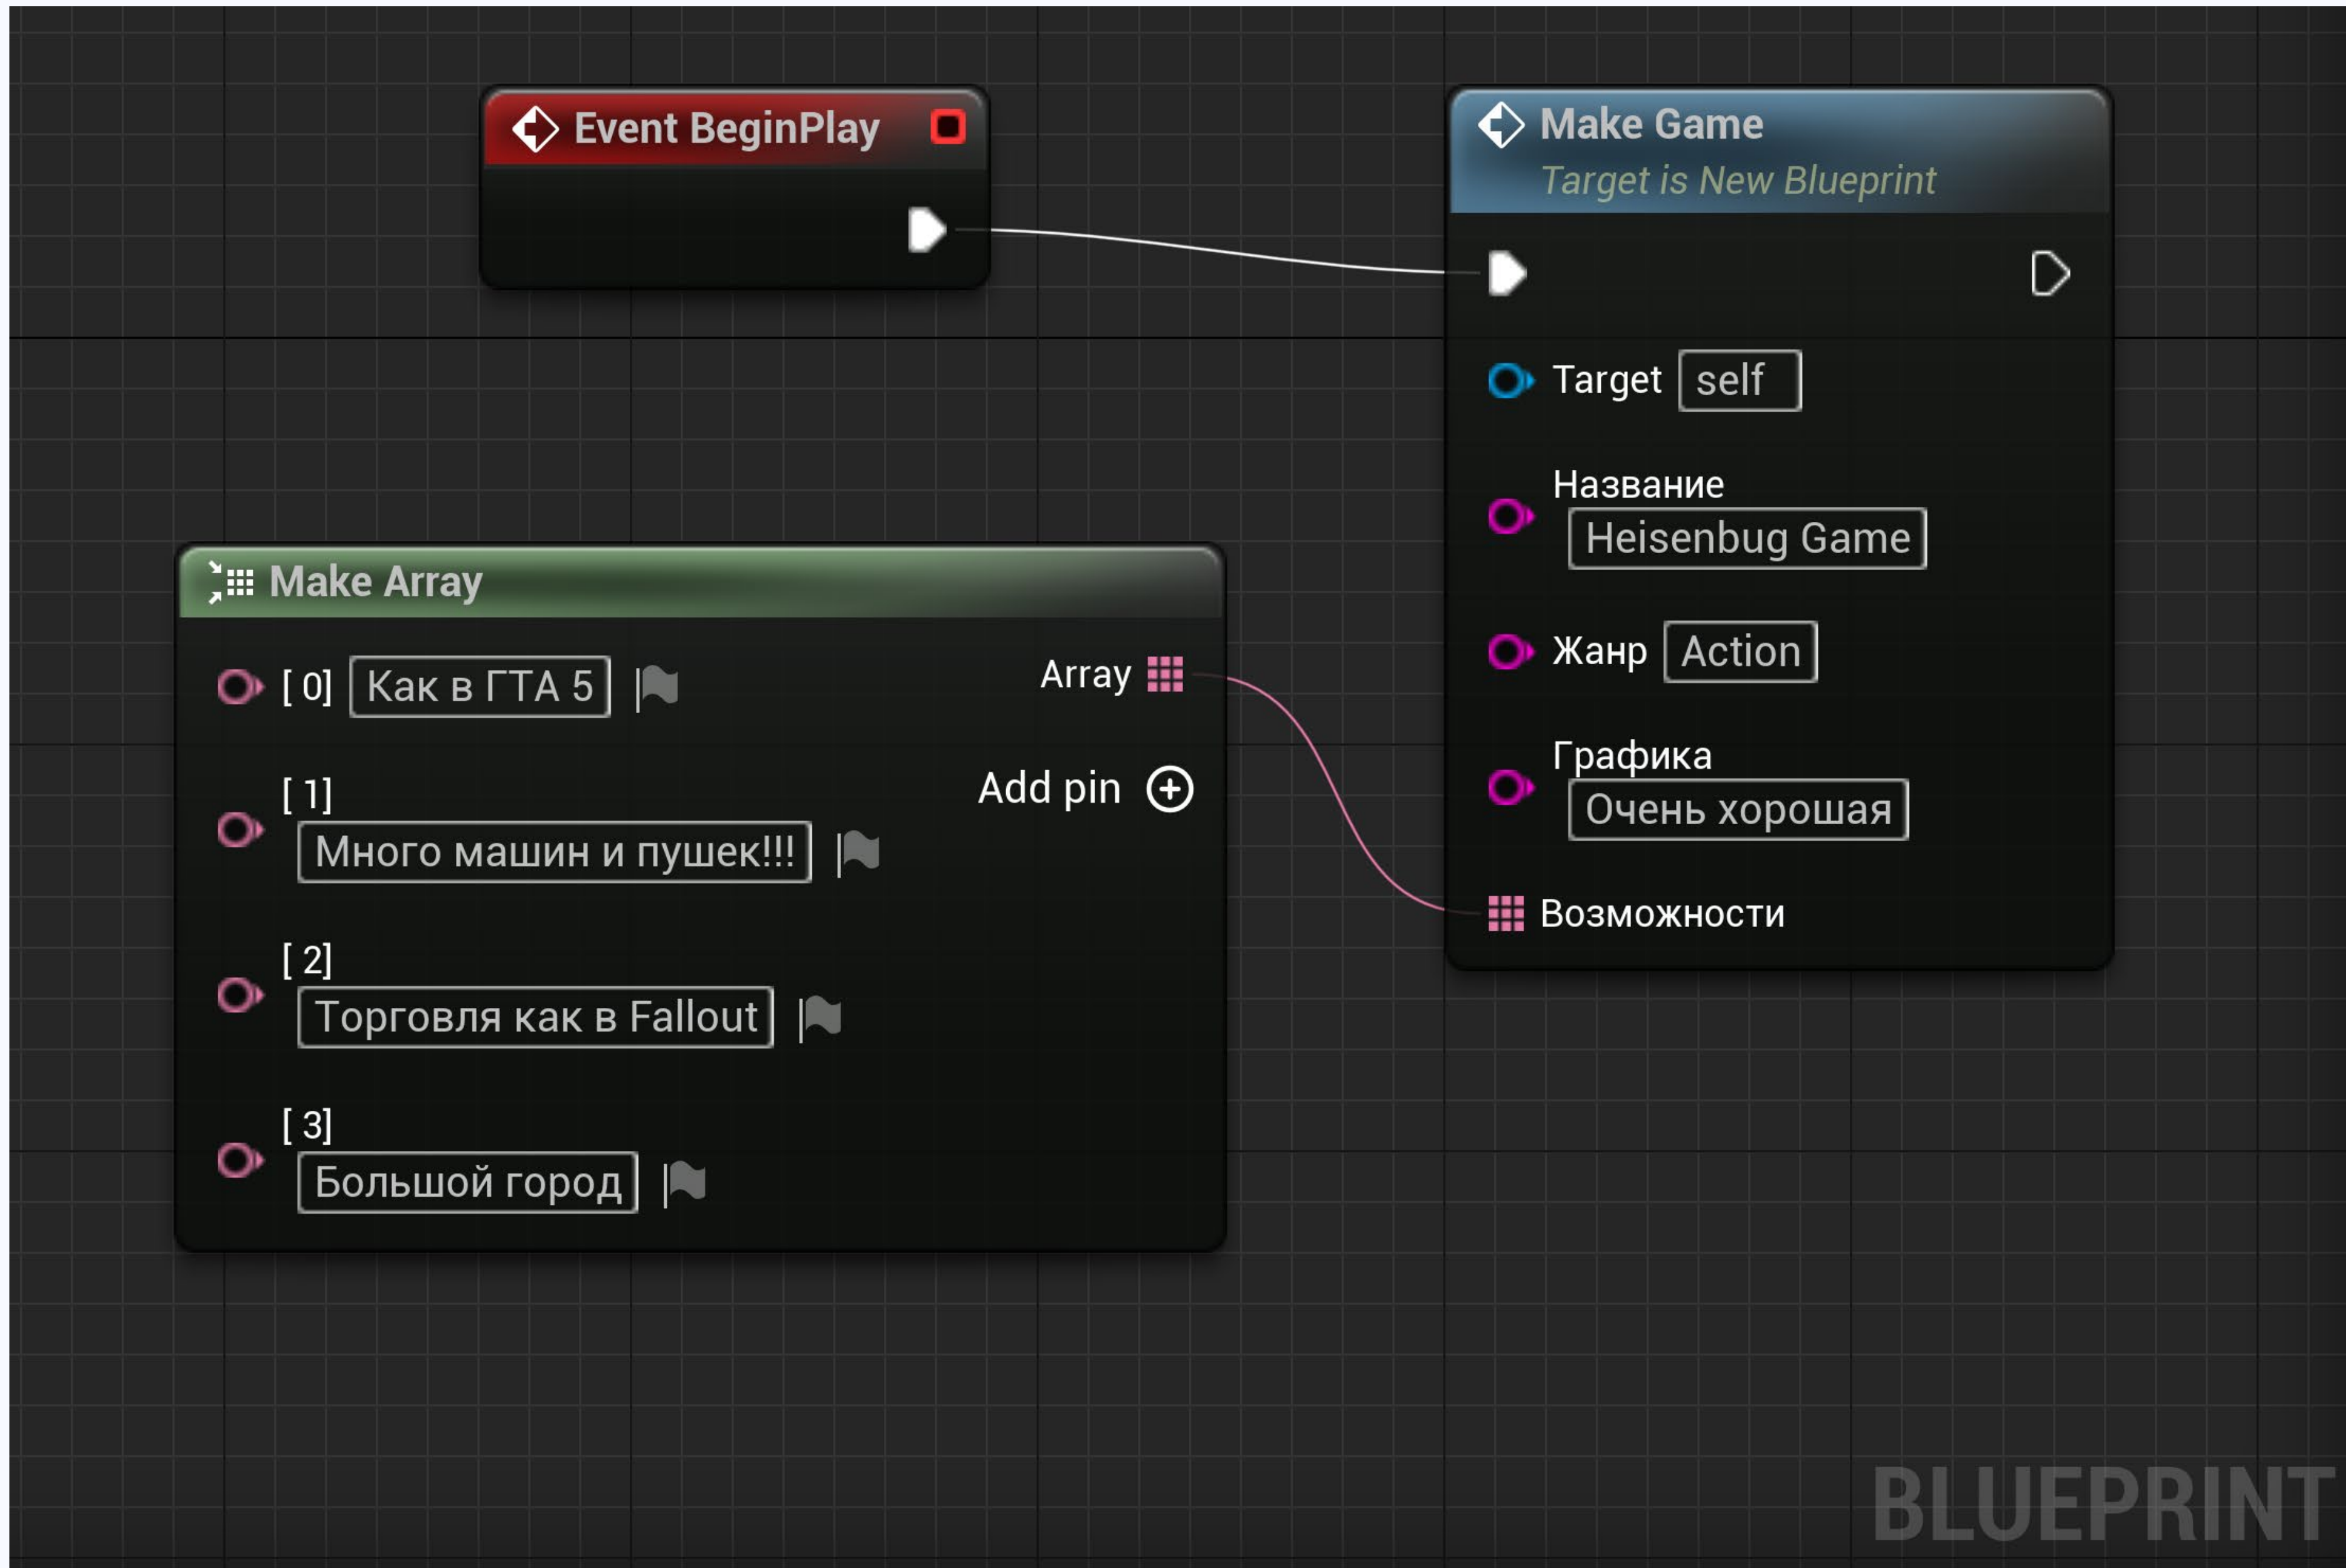 Event BeginPlay
Make Game
Target is New Blueprint
Target self
Название
Heisenbug Game
Жанр Action
Графика
Очень хорошая
Возможности
Make Array
[ 0] Как в ГТА 5
Array
[ 1]
Add pin
Много машин и пушек!!!
[ 2]
Торговля как в Fallout
[ 3]
Большой город
BLUEPRINT